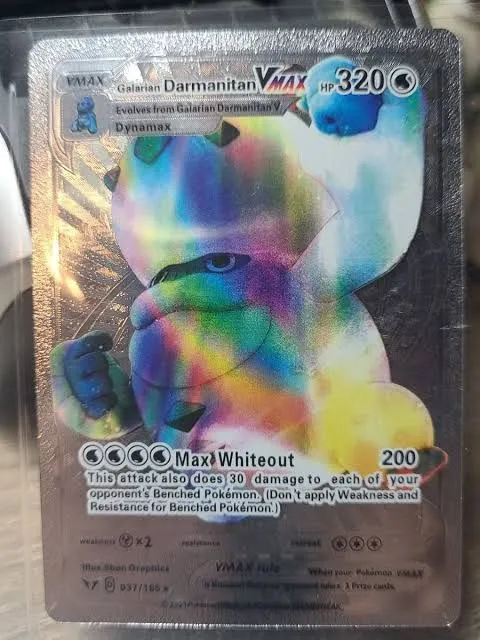 VMAX
Galarian Darmanitan VMAX HP 320
Evolves from Galarian Darmanitan V
Dynamax
Max Whiteout 200
This attack also does 30 damage to each of your
opponent's Benched Pokémon. (Don't apply Weakness and
Resistance for Benched Pokémon.)
weakness ×2 resistance retreat
VMAX rule When your Pokémon VMAX
takes 3 Prize cards.
037/185